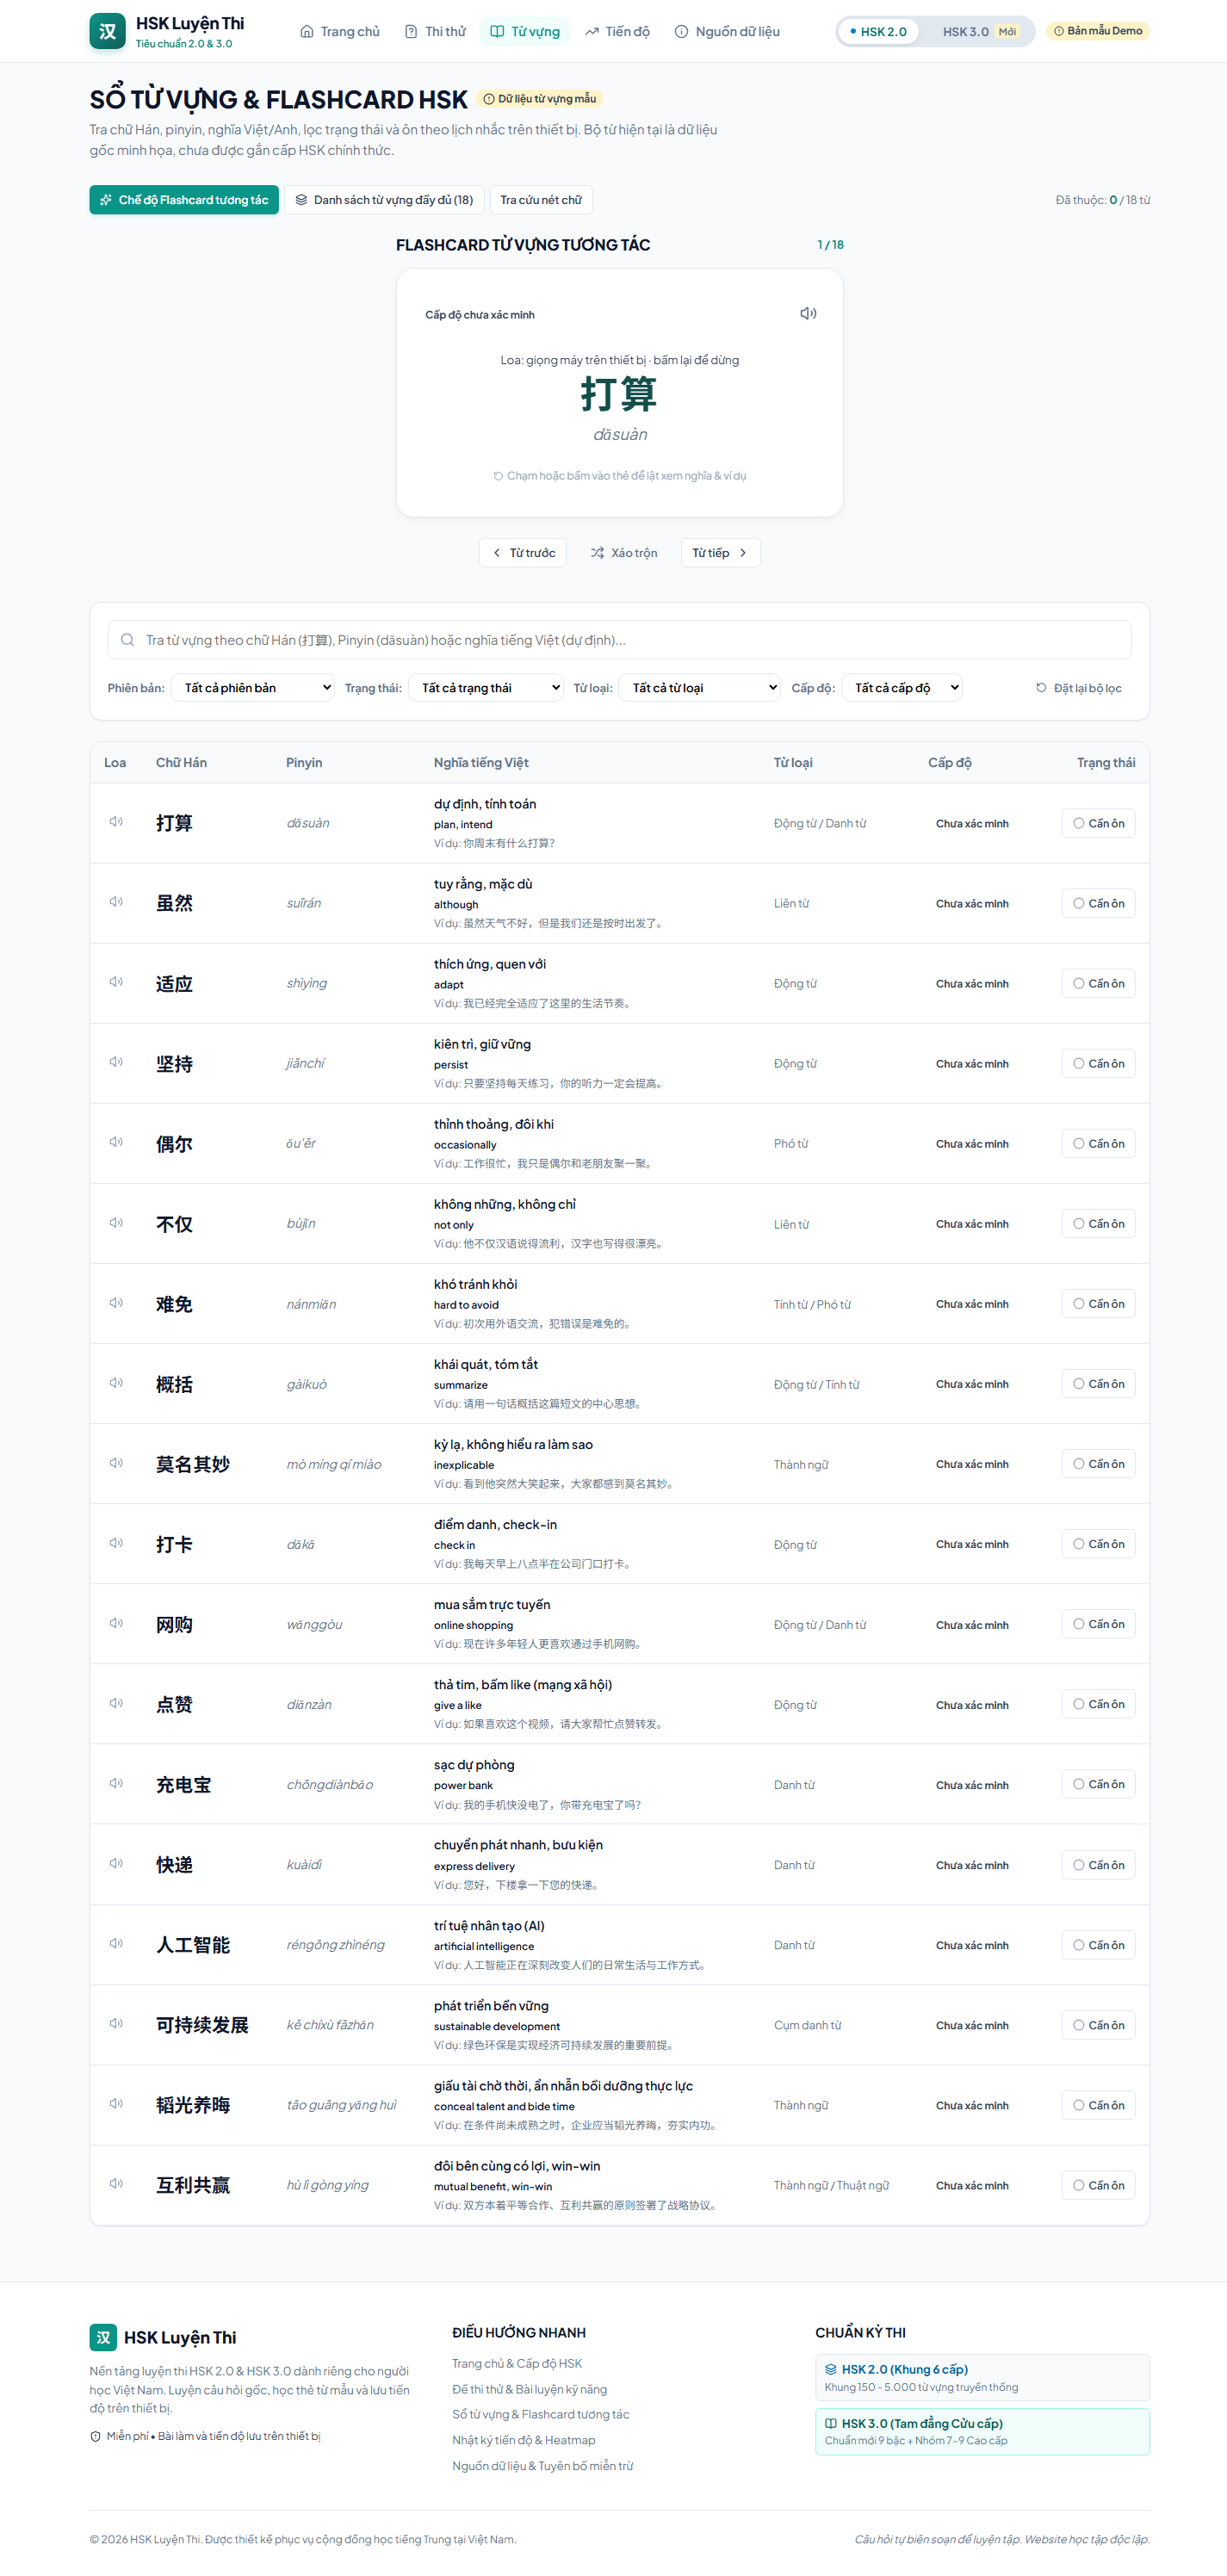 汉
HSK Luyện Thi
Tiêu chuẩn 2.0 & 3.0
Trang chủ
Thi thử
Từ vựng
Tiến độ
Nguồn dữ liệu
HSK 2.0
HSK 3.0 Mới
Bản mẫu Demo
SỔ TỪ VỰNG & FLASHCARD HSK
Dữ liệu từ vựng mẫu
Tra chữ Hán, pinyin, nghĩa Việt/Anh, lọc trạng thái và ôn theo lịch nhắc trên thiết bị. Bộ từ hiện tại là dữ liệu
gốc minh họa, chưa được gắn cấp HSK chính thức.
Chế độ Flashcard tương tác
Danh sách từ vựng đầy đủ (18)
Tra cứu nét chữ
Đã thuộc: 0 / 18 từ
FLASHCARD TỪ VỰNG TƯƠNG TÁC
1 / 18
Cấp độ chưa xác minh
Loa: giọng máy trên thiết bị · bấm lại để dừng
打算
dǎsuàn
Chạm hoặc bấm vào thẻ để lật xem nghĩa & ví dụ
Từ trước
Xáo trộn
Từ tiếp
Tra từ vựng theo chữ Hán (打算), Pinyin (dǎsuàn) hoặc nghĩa tiếng Việt (dự định)...
Phiên bản: Tất cả phiên bản
Trạng thái: Tất cả trạng thái
Từ loại: Tất cả từ loại
Cấp độ: Tất cả cấp độ
Đặt lại bộ lọc
Loa Chữ Hán Pinyin Nghĩa tiếng Việt Từ loại Cấp độ Trạng thái
打算 dǎsuàn dự định, tính toán Động từ / Danh từ Chưa xác minh Cần ôn
plan, intend
Ví dụ: 你周末有什么打算？
虽然 suīrán tuy rằng, mặc dù Liên từ Chưa xác minh Cần ôn
although
Ví dụ: 虽然天气不好，但是我们还是按时出发了。
适应 shìyìng thích ứng, quen với Động từ Chưa xác minh Cần ôn
adapt
Ví dụ: 我已经完全适应了这里的生活节奏。
坚持 jiānchí kiên trì, giữ vững Động từ Chưa xác minh Cần ôn
persist
Ví dụ: 只要坚持每天练习，你的听力一定会提高。
偶尔 ǒu'ěr thỉnh thoảng, đôi khi Phó từ Chưa xác minh Cần ôn
occasionally
Ví dụ: 工作很忙，我只是偶尔和老朋友聚一聚。
不仅 bùjǐn không những, không chỉ Liên từ Chưa xác minh Cần ôn
not only
Ví dụ: 他不仅汉语说得流利，汉字也写得很漂亮。
难免 nánmiǎn khó tránh khỏi Tính từ / Phó từ Chưa xác minh Cần ôn
hard to avoid
Ví dụ: 初次用外语交流，犯错误是难免的。
概括 gàikuò khái quát, tóm tắt Động từ / Tính từ Chưa xác minh Cần ôn
summarize
Ví dụ: 请用一句话概括这篇短文的中心思想。
莫名其妙 mò míng qí miào kỳ lạ, không hiểu ra làm sao Thành ngữ Chưa xác minh Cần ôn
inexplicable
Ví dụ: 看到他突然大笑起来，大家都感到莫名其妙。
打卡 dǎkǎ điểm danh, check-in Động từ Chưa xác minh Cần ôn
check in
Ví dụ: 我每天早上八点半在公司门口打卡。
网购 wǎnggòu mua sắm trực tuyến Động từ / Danh từ Chưa xác minh Cần ôn
online shopping
Ví dụ: 现在许多年轻人更喜欢通过手机网购。
点赞 diǎnzàn thả tim, bấm like (mạng xã hội) Động từ Chưa xác minh Cần ôn
give a like
Ví dụ: 如果喜欢这个视频，请大家帮忙点赞转发。
充电宝 chōngdiànbǎo sạc dự phòng Danh từ Chưa xác minh Cần ôn
power bank
Ví dụ: 我的手机快没电了，你带充电宝了吗？
快递 kuàidì chuyển phát nhanh, bưu kiện Danh từ Chưa xác minh Cần ôn
express delivery
Ví dụ: 您好，下楼拿一下您的快递。
人工智能 réngōng zhìnéng trí tuệ nhân tạo (AI) Danh từ Chưa xác minh Cần ôn
artificial intelligence
Ví dụ: 人工智能正在深刻改变人们的日常生活与工作方式。
可持续发展 kě chíxù fāzhǎn phát triển bền vững Cụm danh từ Chưa xác minh Cần ôn
sustainable development
Ví dụ: 绿色环保是实现经济可持续发展的重要前提。
韬光养晦 tāo guāng yǎng huì giấu tài chờ thời, ẩn nhẫn bồi dưỡng thực lực Thành ngữ Chưa xác minh Cần ôn
conceal talent and bide time
Ví dụ: 在条件尚未成熟之时，企业应当韬光养晦，夯实内功。
互利共赢 hù lì gòng yíng đôi bên cùng có lợi, win-win Thành ngữ / Thuật ngữ Chưa xác minh Cần ôn
mutual benefit, win-win
Ví dụ: 双方本着平等合作、互利共赢的原则签署了战略协议。
汉 HSK Luyện Thi
Nền tảng luyện thi HSK 2.0 & HSK 3.0 dành riêng cho người
học Việt Nam. Luyện câu hỏi gốc, học thẻ từ mẫu và lưu tiến
độ trên thiết bị.
Miễn phí • Bài làm và tiến độ lưu trên thiết bị
ĐIỀU HƯỚNG NHANH
Trang chủ & Cấp độ HSK
Đề thi thử & Bài luyện kỹ năng
Sổ từ vựng & Flashcard tương tác
Nhật ký tiến độ & Heatmap
Nguồn dữ liệu & Tuyên bố miễn trừ
CHUẨN KỲ THI
HSK 2.0 (Khung 6 cấp)
Khung 150 - 5.000 từ vựng truyền thống
HSK 3.0 (Tam đẳng Cửu cấp)
Chuẩn mới 9 bậc + Nhóm 7–9 Cao cấp
© 2026 HSK Luyện Thi. Được thiết kế phục vụ cộng đồng học tiếng Trung tại Việt Nam.
Câu hỏi tự biên soạn để luyện tập. Website học tập độc lập.